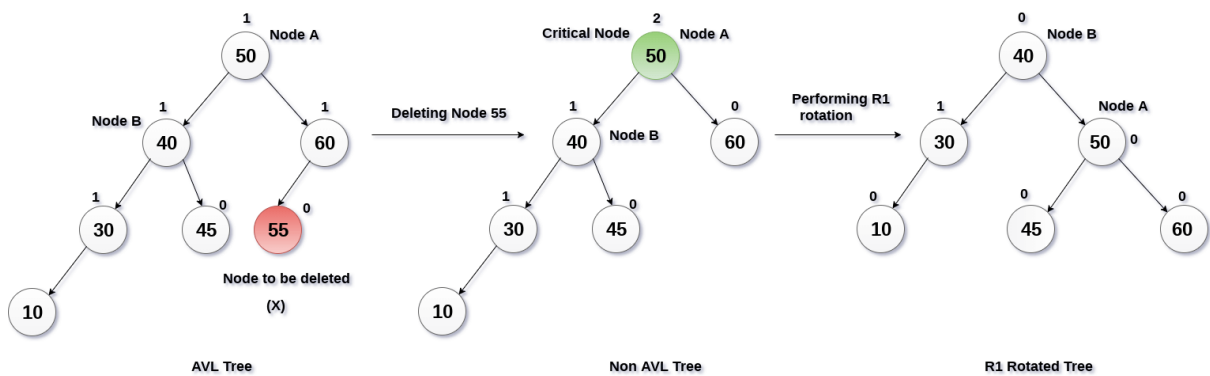 1
Node A
50
1
Node B
40
1
60
1
30
45
0
55
0
10
Node to be deleted
(X)
AVL Tree
Deleting Node 55
2
Critical Node
Node A
50
1
40
Node B
0
60
1
30
45
0
10
Non AVL Tree
Performing R1
rotation
0
Node B
40
1
30
Node A
50
0
0
10
0
45
0
60
R1 Rotated Tree